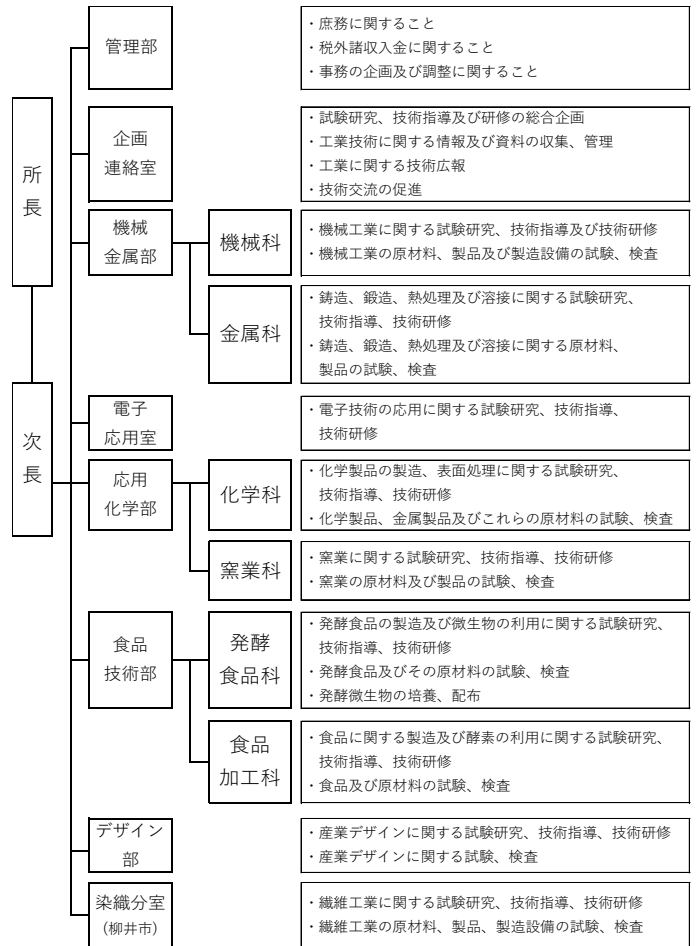 所長
次長
管理部
・庶務に関すること
・税外諸収入金に関すること
・事務の企画及び調整に関すること
企画
連絡室
・試験研究、技術指導及び研修の総合企画
・工業技術に関する情報及び資料の収集、管理
・工業に関する技術広報
・技術交流の促進
機械
金属部
機械科
・機械工業に関する試験研究、技術指導及び技術研修
・機械工業の原材料、製品及び製造設備の試験、検査
金属科
・鋳造、鍛造、熱処理及び溶接に関する試験研究、
技術指導、技術研修
・鋳造、鍛造、熱処理及び溶接に関する原材料、
製品の試験、検査
電子
応用室
・電子技術の応用に関する試験研究、技術指導、
技術研修
応用
化学部
化学科
・化学製品の製造、表面処理に関する試験研究、
技術指導、技術研修
・化学製品、金属製品及びこれらの原材料の試験、検査
窯業科
・窯業に関する試験研究、技術指導、技術研修
・窯業の原材料及び製品の試験、検査
食品
技術部
発酵
食品科
・発酵食品の製造及び微生物の利用に関する試験研究、
技術指導、技術研修
・発酵食品及びその原材料の試験、検査
・発酵微生物の培養、配布
食品
加工科
・食品に関する製造及び酵素の利用に関する試験研究、
技術指導、技術研修
・食品及び原材料の試験、検査
デザイン
部
・産業デザインに関する試験研究、技術指導、技術研修
・産業デザインに関する試験、検査
染織分室
（柳井市）
・繊維工業に関する試験研究、技術指導、技術研修
・繊維工業の原材料、製品、製造設備の試験、検査